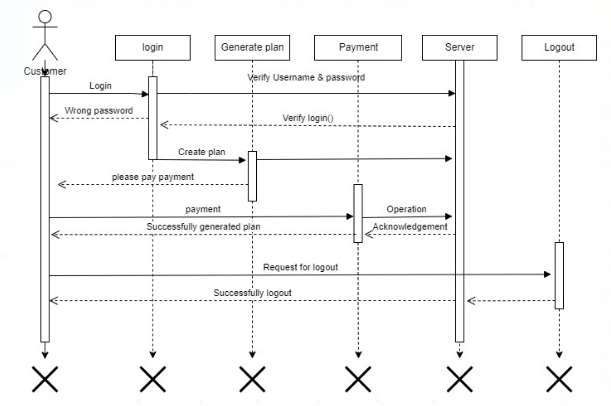 login
Generate plan
Payment
Server
Logout
Customer
Login
Verify Username & password
Wrong password
Verify login()
Create plan
please pay payment
payment
Operation
Successfully generated plan
Acknowledgement
Request for logout
Successfully logout